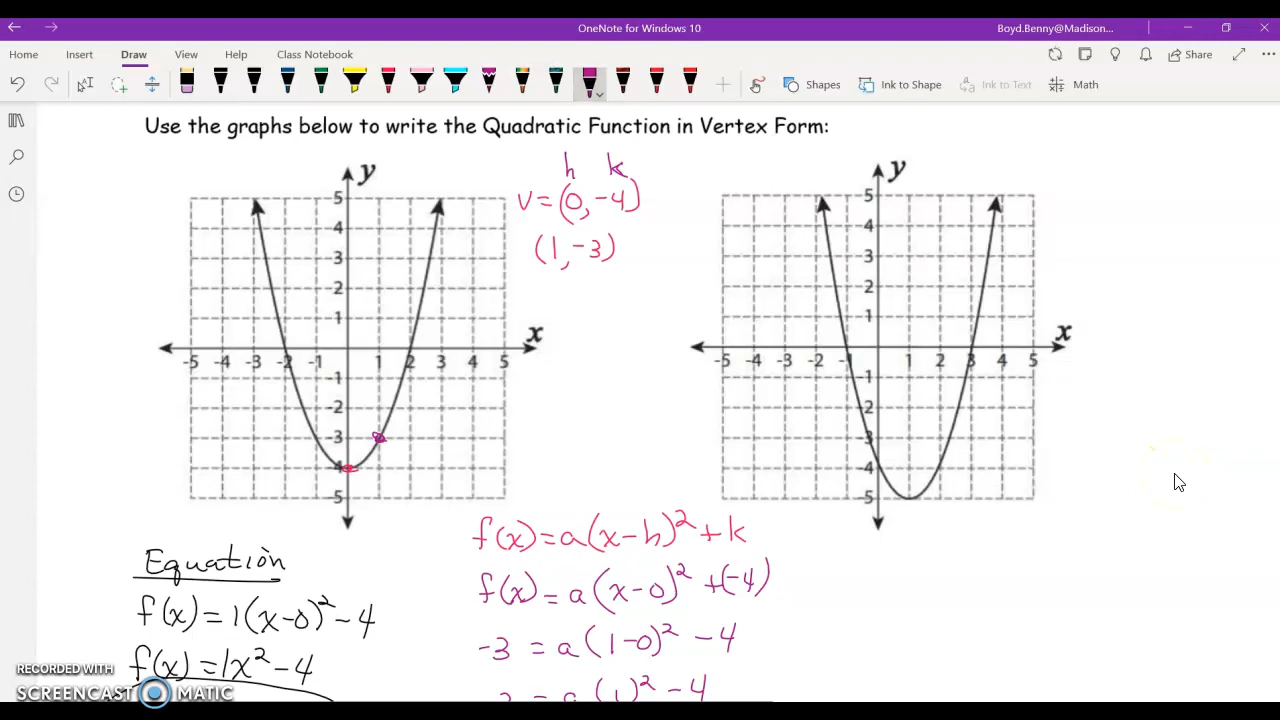 OneNote for Windows 10
Boyd.Benny@Madison...
Home Insert Draw View Help Class Notebook
Share
Shapes Ink to Shape Ink to Text Math
Use the graphs below to write the Quadratic Function in Vertex Form:
h k
V = (0, -4)
(1, -3)
y
5
4
3
2
1
x
-5 -4 -3 -2 -1 1 2 3 4 5
-1
-2
-3
-4
-5
y
5
4
3
2
1
x
-5 -4 -3 -2 -1 1 2 3 4 5
-1
-2
-3
-4
-5
f(x) = a(x-h)² + k
f(x) = a(x-0)² + (-4)
-3 = a(1-0)² - 4
a(1)² - 4
Equation
f(x) = 1(x-0)² - 4
f(x) = 1x² - 4
RECORDED WITH
SCREENCAST MATIC